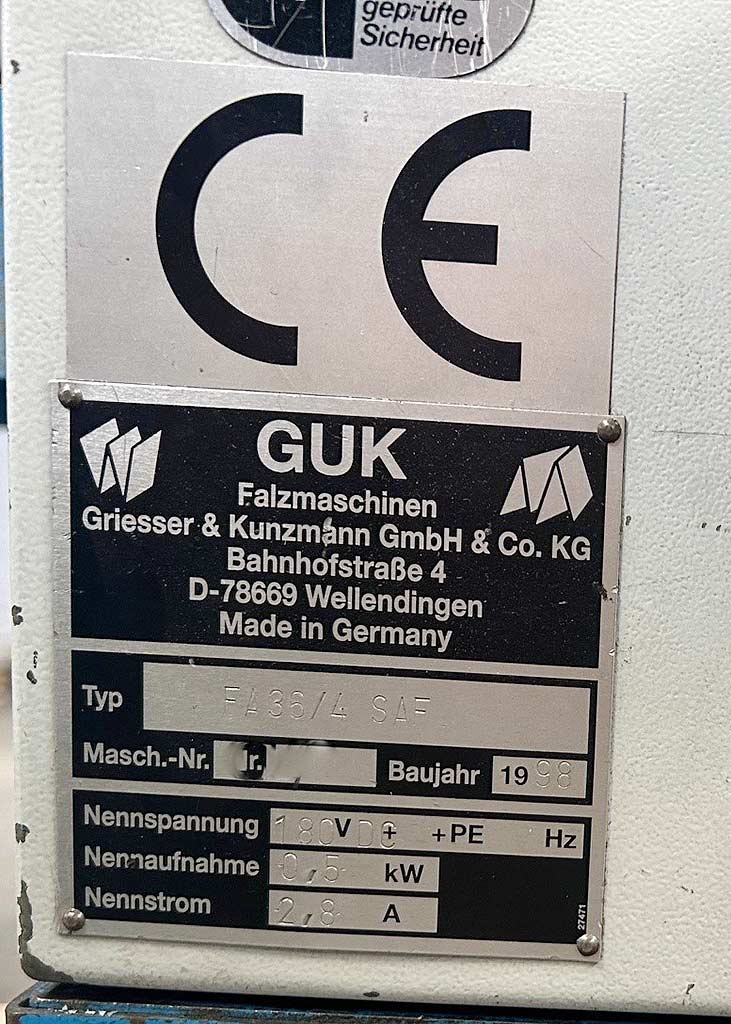 geprüfte
Sicherheit
CE
GUK
Falzmaschinen
Griesser & Kunzmann GmbH & Co. KG
Bahnhofstraße 4
D-78669 Wellendingen
Made in Germany
Typ FA36/4 SAF
Masch.-Nr. Baujahr 1998
Nennspannung 180V DC + +PE Hz
Nennaufnahme 0,5 kW
Nennstrom 2,8 A
27471